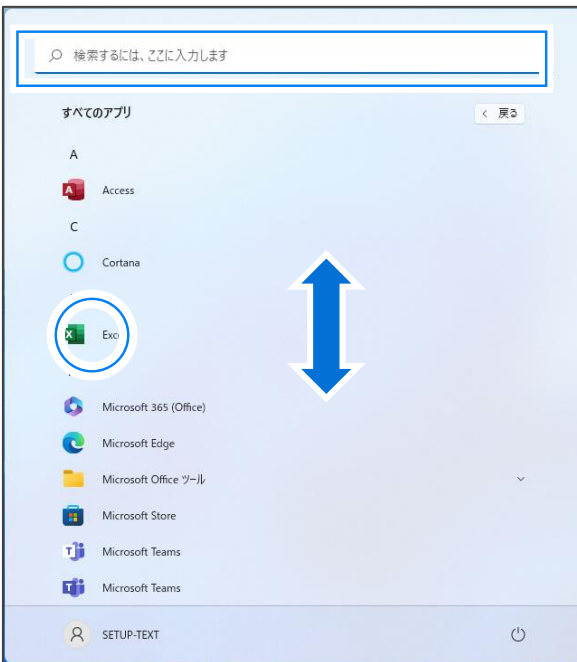 検索するには、ここに入力します
すべてのアプリ
< 戻る
A
Access
C
Cortana
Microsoft 365 (Office)
Microsoft Edge
Microsoft Office ツール
Microsoft Store
Microsoft Teams
Microsoft Teams
SETUP-TEXT